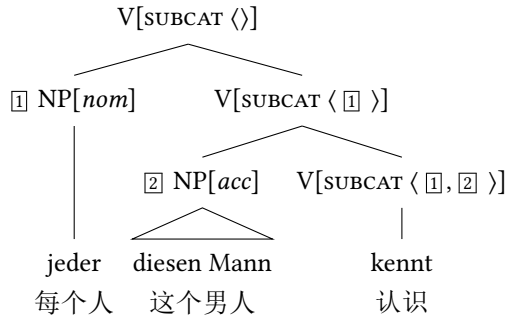 V[SUBCAT ⟨⟩]
1 NP[nom] V[SUBCAT ⟨ 1 ⟩]
2 NP[acc] V[SUBCAT ⟨ 1, 2 ⟩]
jeder diesen Mann kennt
每个人 这个男人 认识